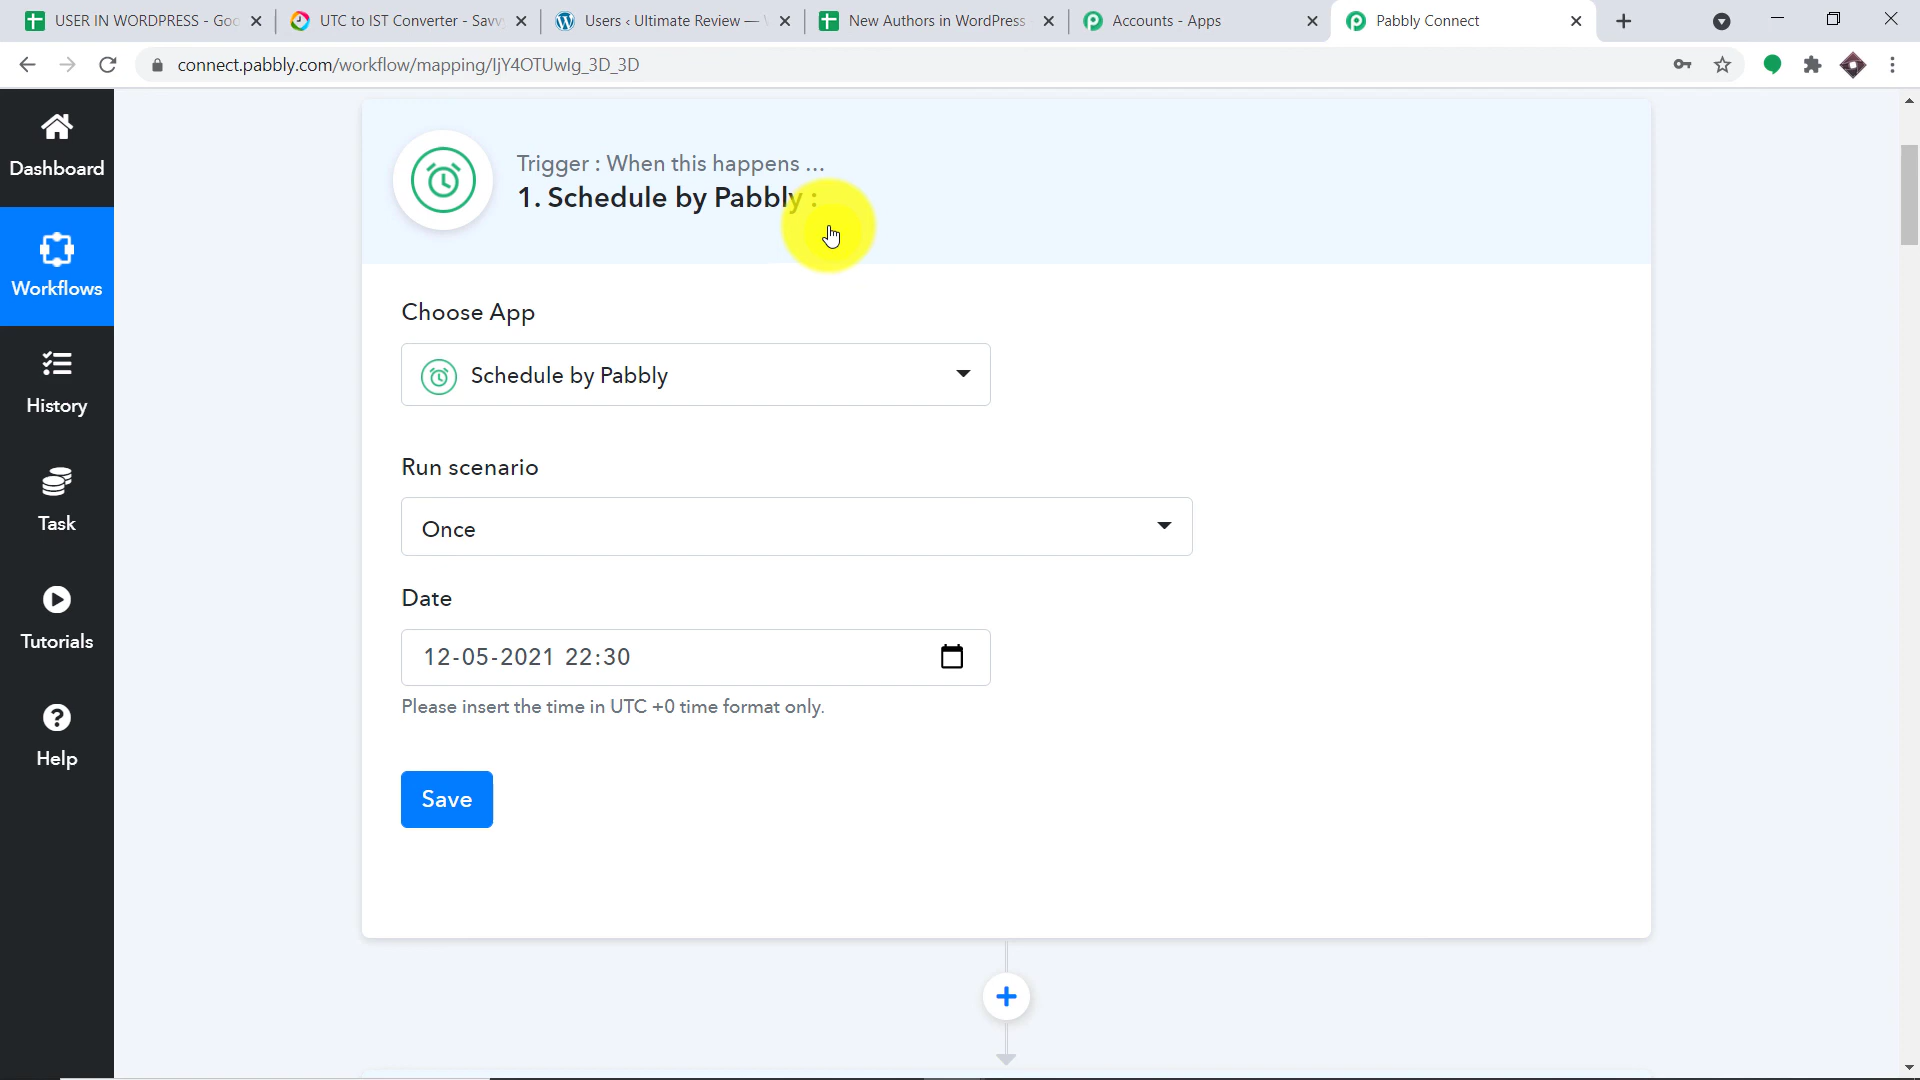 USER IN WORDPRESS - Goo
UTC to IST Converter - Savv
Users ‹ Ultimate Review —
New Authors in WordPress
Accounts - Apps
Pabbly Connect
connect.pabbly.com/workflow/mapping/IjY4OTUwIg_3D_3D
Dashboard
Workflows
History
Task
Tutorials
Help
Trigger : When this happens ...
1. Schedule by Pabbly :
Choose App
Schedule by Pabbly
Run scenario
Once
Date
12-05-2021 22:30
Please insert the time in UTC +0 time format only.
Save